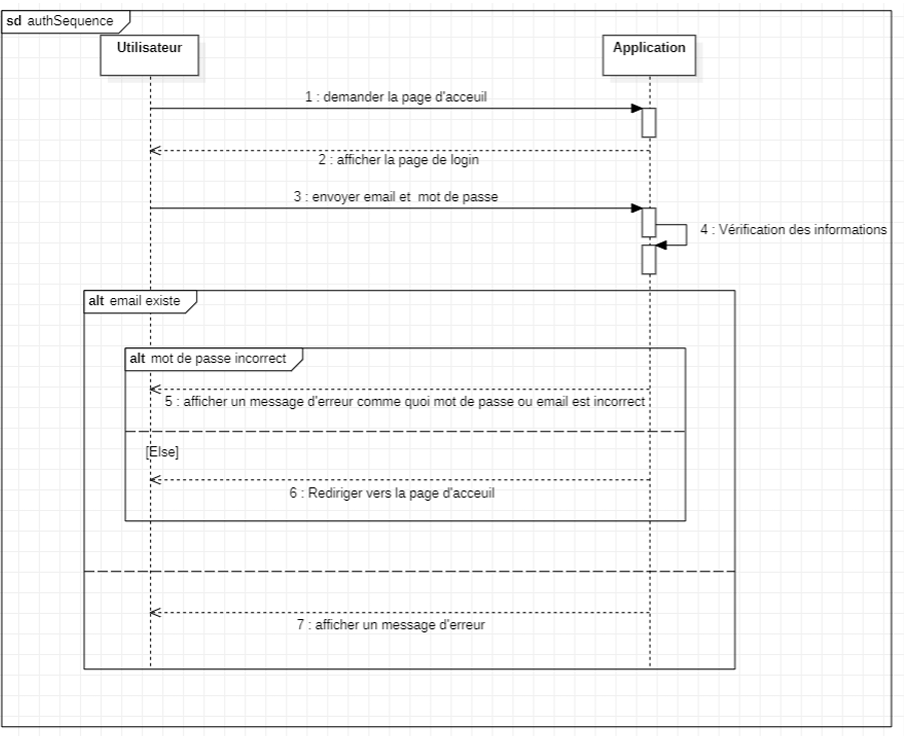 sd authSequence
Utilisateur
Application
1 : demander la page d'acceuil
2 : afficher la page de login
3 : envoyer email et mot de passe
4 : Vérification des informations
alt email existe
alt mot de passe incorrect
5 : afficher un message d'erreur comme quoi mot de passe ou email est incorrect
[Else]
6 : Rediriger vers la page d'acceuil
7 : afficher un message d'erreur